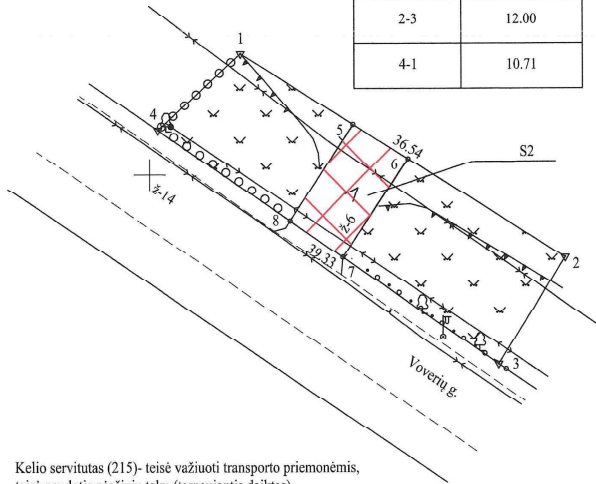 2-3 12.00
4-1 10.71
1
4
5
36.54
6
S2
ž-14
ž-6
8
39.33
7
2
3
Voverių g.
Kelio servitutas (215)- teisė važiuoti transporto priemonėmis,